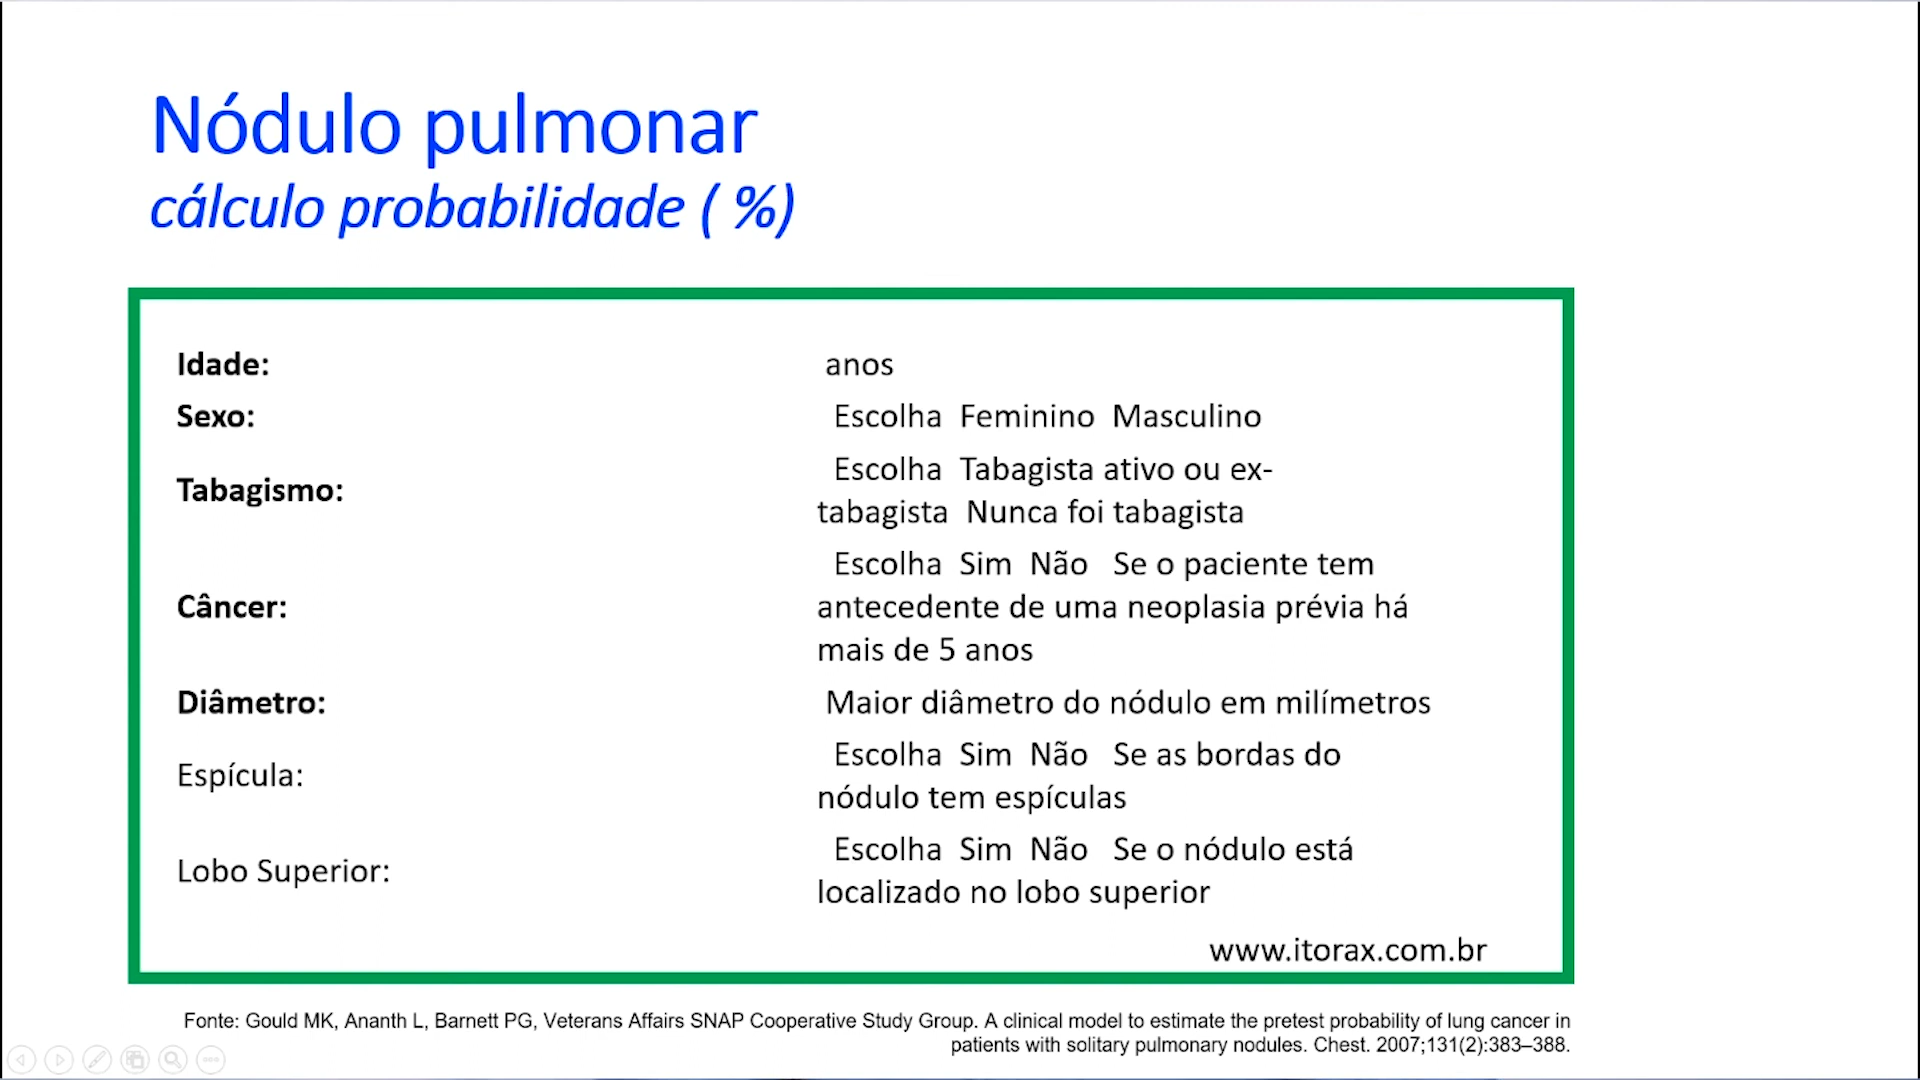 Nódulo pulmonar
cálculo probabilidade ( %)
Idade: anos
Sexo: Escolha Feminino Masculino
Tabagismo: Escolha Tabagista ativo ou ex-
tabagista Nunca foi tabagista
Câncer: Escolha Sim Não Se o paciente tem
antecedente de uma neoplasia prévia há
mais de 5 anos
Diâmetro: Maior diâmetro do nódulo em milímetros
Espícula: Escolha Sim Não Se as bordas do
nódulo tem espículas
Lobo Superior: Escolha Sim Não Se o nódulo está
localizado no lobo superior
www.itorax.com.br
Fonte: Gould MK, Ananth L, Barnett PG, Veterans Affairs SNAP Cooperative Study Group. A clinical model to estimate the pretest probability of lung cancer in
patients with solitary pulmonary nodules. Chest. 2007;131(2):383–388.